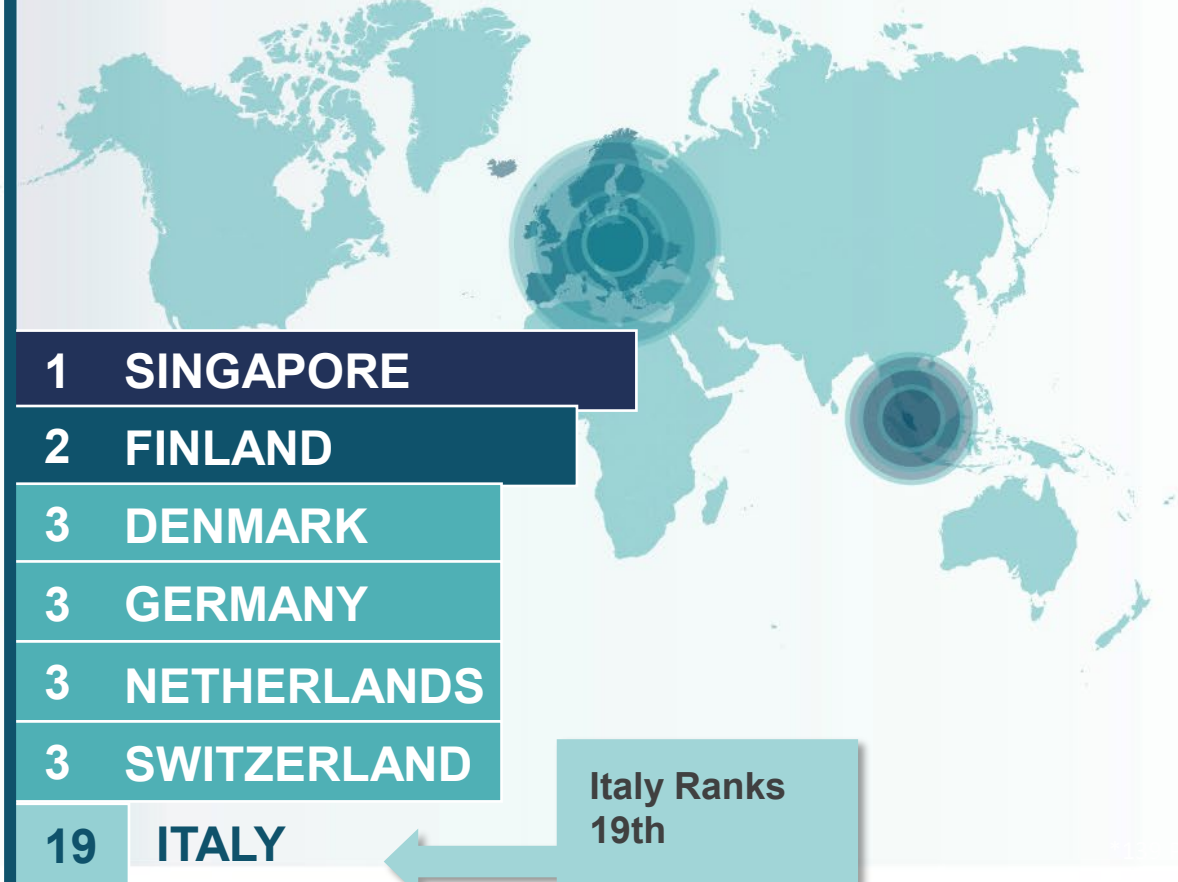 1 SINGAPORE
2 FINLAND
3 DENMARK
3 GERMANY
3 NETHERLANDS
3 SWITZERLAND
19 ITALY
Italy Ranks
19th